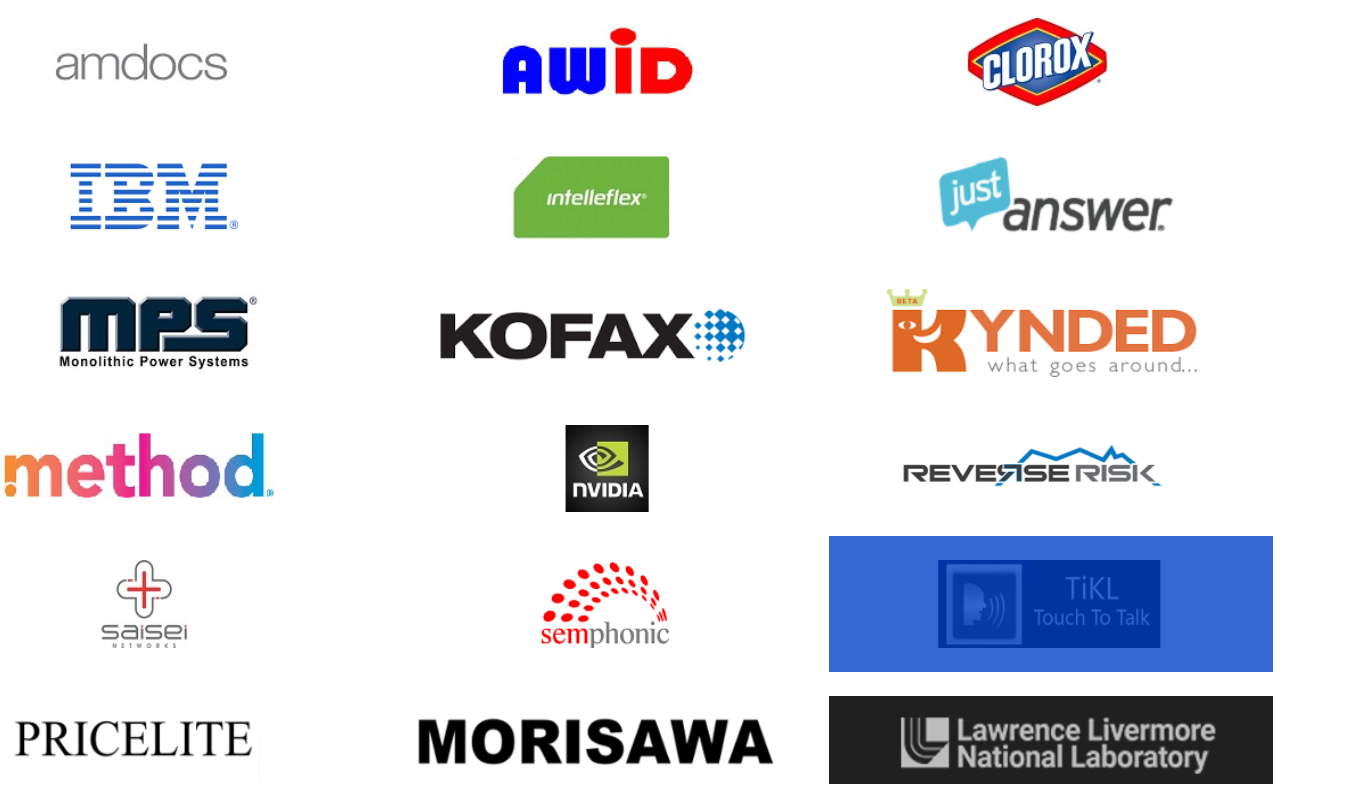 amdocs
AWiD
CLOROX
IBM®
intelleflex®
just
answer
MPS®
Monolithic Power Systems
KOFAX
BETA
KYNDED
what goes around...
method
NVIDIA
REVERSE RISK
saisei
NETWORKS
semphonic
TiKL
Touch To Talk
PRICELITE
MORISAWA
Lawrence Livermore
National Laboratory